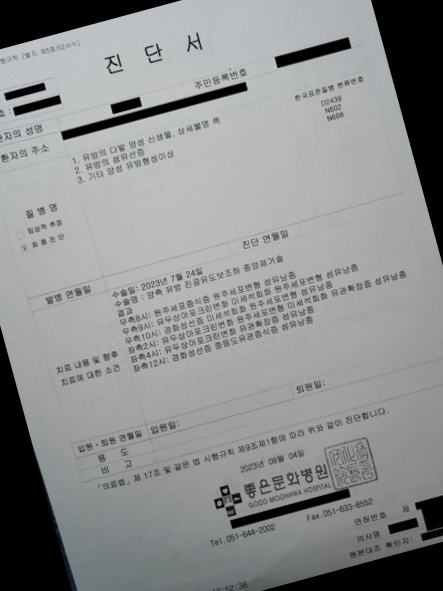 행규칙 [별지 제5호의2서식]
진 단 서
호 :
주민등록번호
환자의 성명
환자의 주소
한국표준질병 분류번호
1. 유방의 다발 양성 신생물, 상세불명 쪽
D2439
2. 유방의 섬유선증
N602
3. 기타 양성 유방형성이상
N608
질 병 명
임상적 추정
최 종 진 단
발병 연월일
진단 연월일
수술일: 2023년 7월 24일
수술명 : 양측 유방 진공유도보조하 종양제거술
결과
우측8시: 원주세포증식증 원주세포변형 섬유낭종
우측9시: 유두상아포크린변화 미세석회화 원주세포변형 섬유낭종
우측10시: 경화성선증 미세석회화 원주세포변형 섬유낭종
좌측2시: 유두상아포크린변화 원주세포변형 미세석회화 유관확장증 섬유낭종
좌측4시: 유두상아포크린변화 유관확장증 섬유낭종
좌측12시: 경화성선증 중등도유관증식증 섬유낭종
치료 내용 및 향후
치료에 대한 소견
입원 · 퇴원 연월일
입원일:
퇴원일:
용 도
비 고
「의료법」 제 17조 및 같은 법 시행규칙 제9조제1항에 따라 위와 같이 진단합니다.
2023년 08월 04일
좋은문화병원
GOOD MOONHWA HOSPITAL
Tel.051-644-2002
Fax.051-633-8552
면허번호
제
의사명
원본대조 확인자:
:52:38